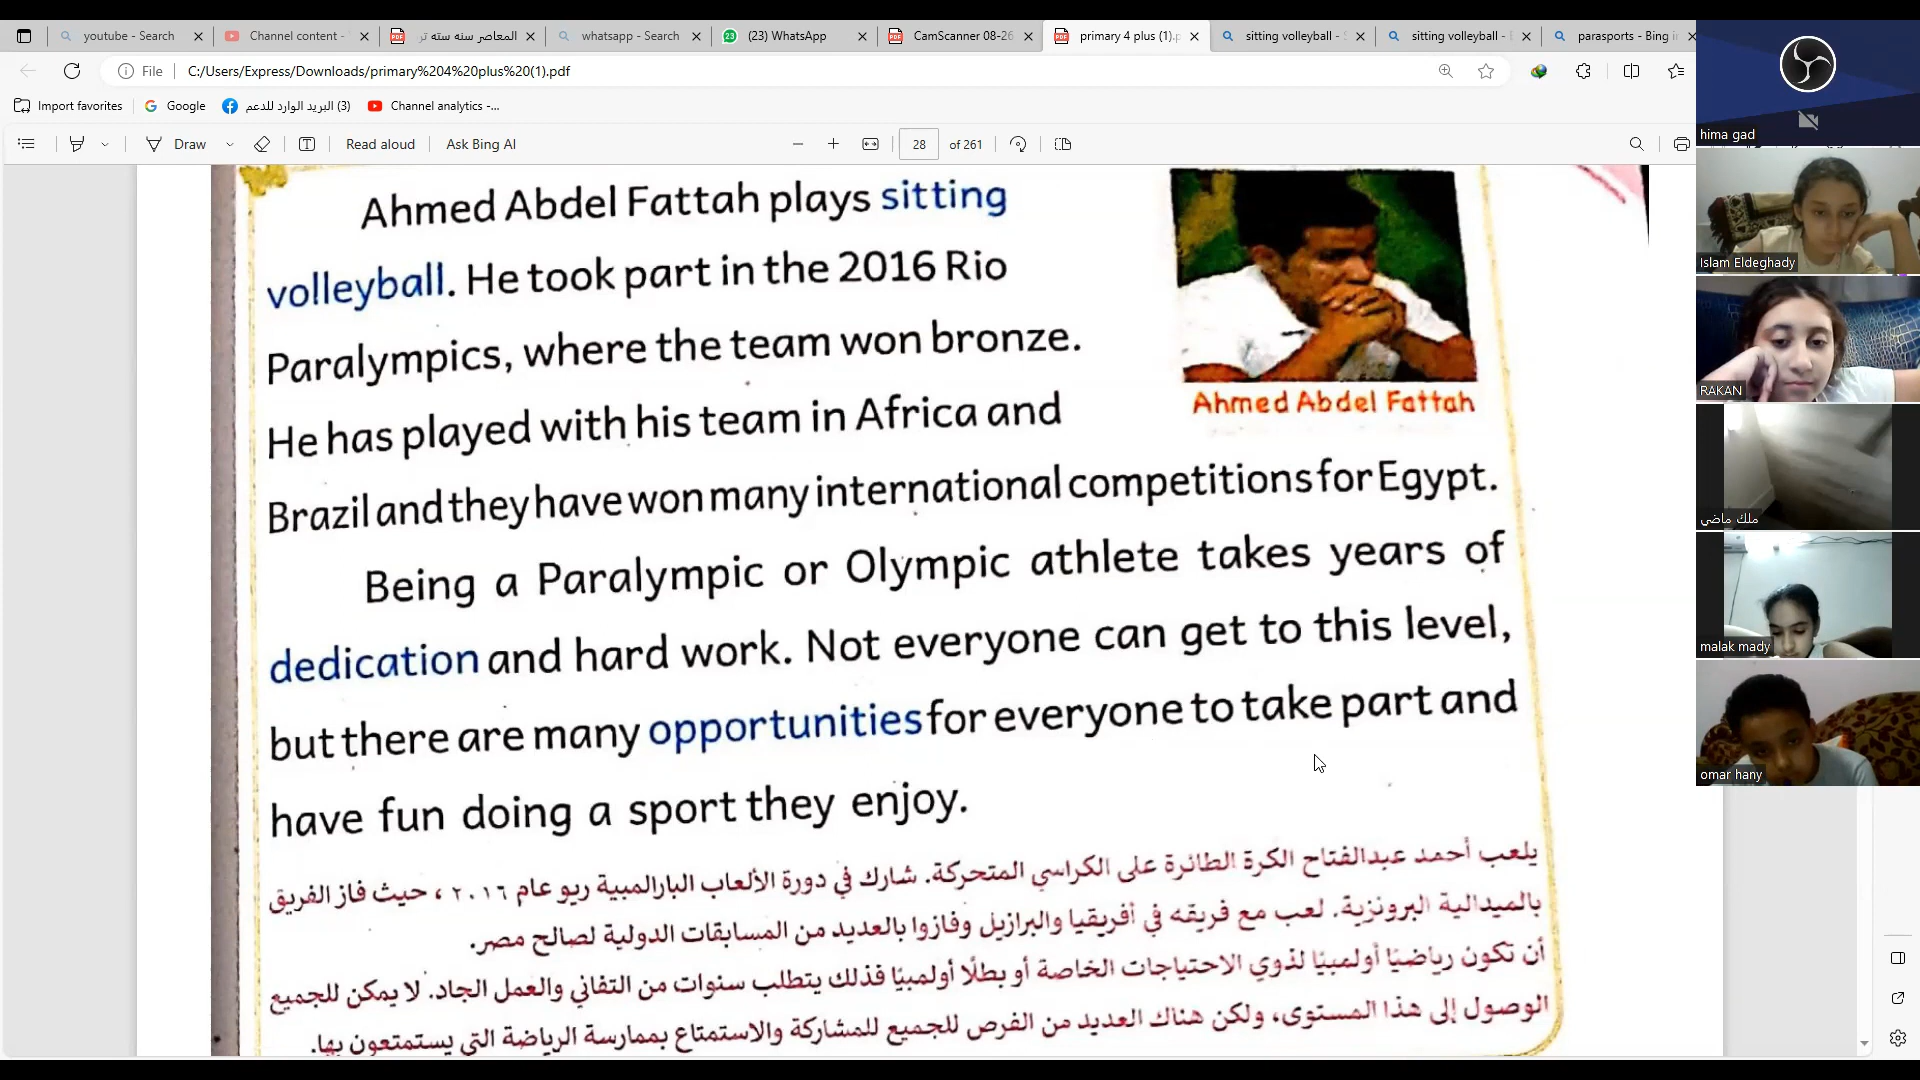 youtube - Search
Channel content -
المعاصر سنه سته تر
whatsapp - Search
23
(23) WhatsApp
CamScanner 08-26
primary 4 plus (1).p
sitting volleyball -
sitting volleyball -
parasports - Bing i
File
C:/Users/Express/Downloads/primary%204%20plus%20(1).pdf
Import favorites
Google
(3) البريد الوارد للدعم
Channel analytics -...
Draw
Read aloud
Ask Bing AI
28
of 261
Ahmed Abdel Fattah plays sitting
volleyball. He took part in the 2016 Rio
Paralympics, where the team won bronze.
He has played with his team in Africa and
Brazil and they have won many international competitions for Egypt.
Ahmed Abdel Fattah
Being a Paralympic or Olympic athlete takes years of
dedication and hard work. Not everyone can get to this level,
but there are many opportunities for everyone to take part and
have fun doing a sport they enjoy.
يلعب أحمد عبدالفتاح الكرة الطائرة على الكراسي المتحركة. شارك في دورة الألعاب البارالمبية ريو عام ٢٠١٦ ، حيث فاز الفريق
بالميدالية البرونزية. لعب مع فريقه في أفريقيا والبرازيل وفازوا بالعديد من المسابقات الدولية لصالح مصر.
أن تكون رياضيًا أولمبيًا لذوي الاحتياجات الخاصة أو بطلًا أولمبيًا فذلك يتطلب سنوات من التفاني والعمل الجاد. لا يمكن للجميع
الوصول إلى هذا المستوى، ولكن هناك العديد من الفرص للجميع للمشاركة والاستمتاع بممارسة الرياضة التي يستمتعون بها.
hima gad
Islam Eldeghady
RAKAN
ملك ماضي
malak mady
omar hany